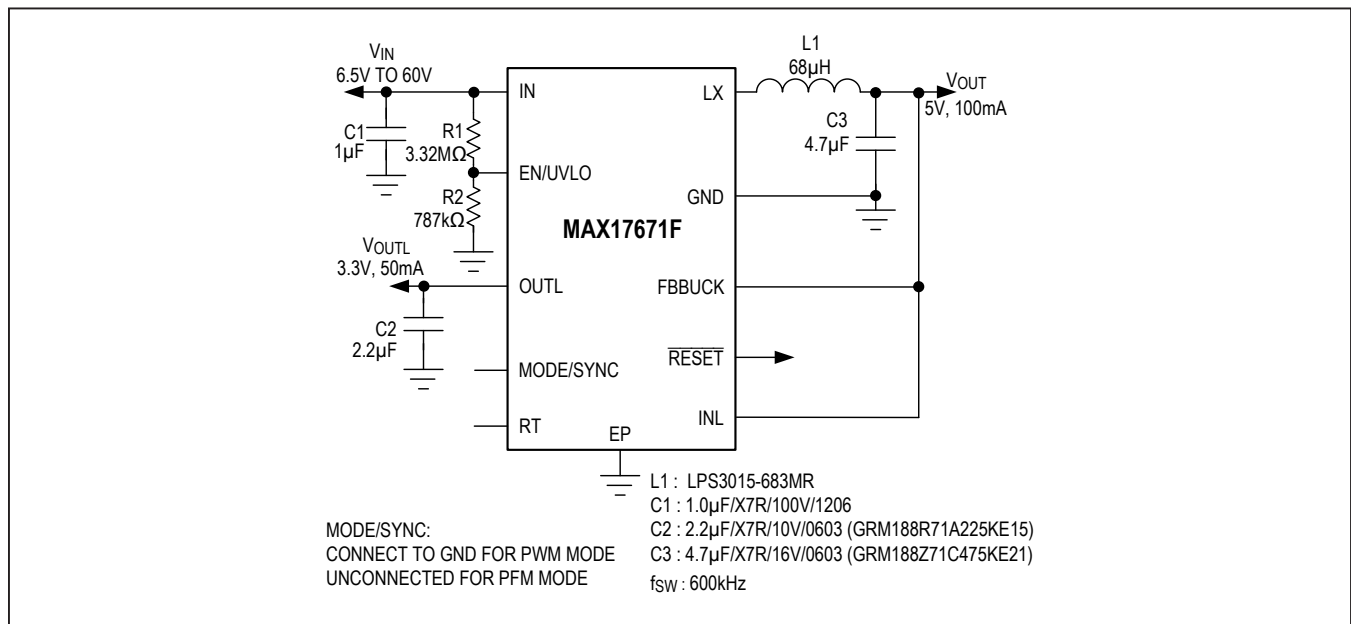 VIN
6.5V TO 60V
C1
1µF
R1
3.32MΩ
R2
787kΩ
VOUTL
3.3V, 50mA
C2
2.2µF
IN
EN/UVLO
OUTL
MODE/SYNC
RT
EP
MAX17671F
LX
GND
FBBUCK
RESET
INL
L1
68µH
C3
4.7µF
VOUT
5V, 100mA
MODE/SYNC:
CONNECT TO GND FOR PWM MODE
UNCONNECTED FOR PFM MODE
L1 : LPS3015-683MR
C1 : 1.0µF/X7R/100V/1206
C2 : 2.2µF/X7R/10V/0603 (GRM188R71A225KE15)
C3 : 4.7µF/X7R/16V/0603 (GRM188Z71C475KE21)
fSW : 600kHz